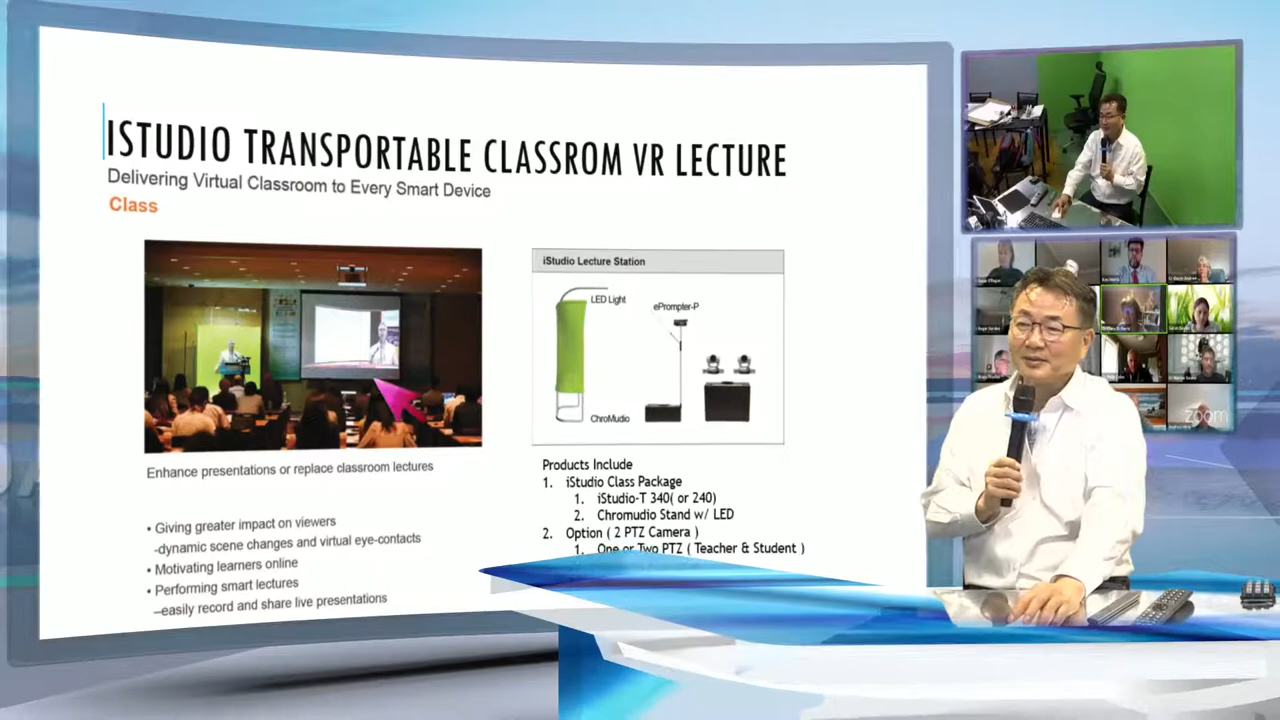 ISTUDIO TRANSPORTABLE CLASSROM VR LECTURE
Delivering Virtual Classroom to Every Smart Device
Class
iStudio Lecture Station
LED Light
ePrompter-P
ChroMudio
Enhance presentations or replace classroom lectures
• Giving greater impact on viewers
-dynamic scene changes and virtual eye-contacts
• Motivating learners online
• Performing smart lectures
–easily record and share live presentations
Products Include
1. iStudio Class Package
1. iStudio-T 340( or 240)
2. Chromudio Stand w/ LED
2. Option ( 2 PTZ Camera )
1. One or Two PTZ ( Teacher & Student )
zoom